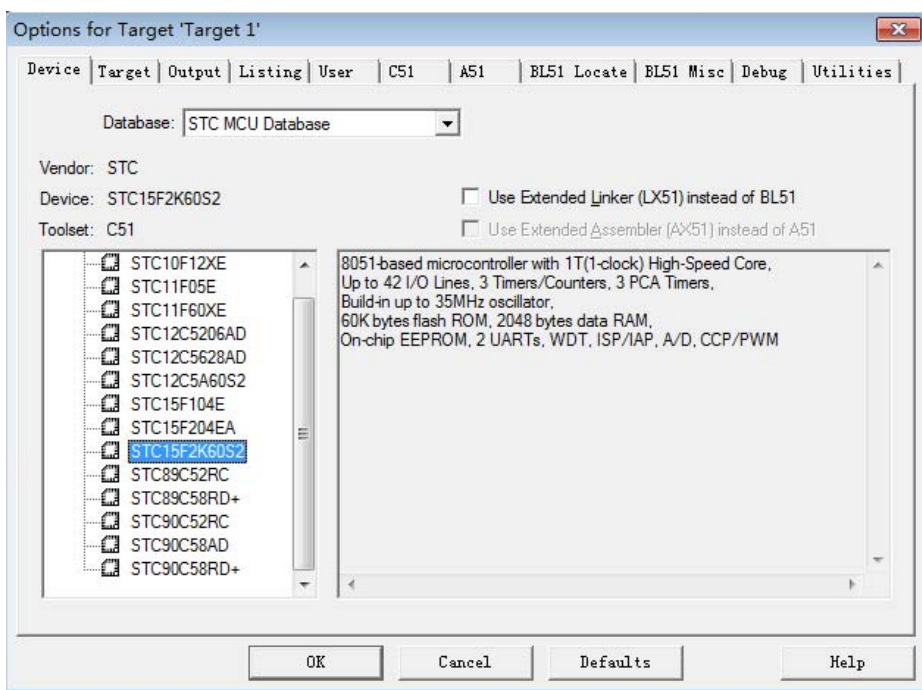 Options for Target 'Target 1'
Device Target Output Listing User C51 A51 BL51 Locate BL51 Misc Debug Utilities
Database: STC MCU Database
Vendor: STC
Device: STC15F2K60S2
Use Extended Linker (LX51) instead of BL51
Toolset: C51
Use Extended Assembler (AX51) instead of A51
STC10F12XE
STC11F05E
STC11F60XE
STC12C5206AD
STC12C5628AD
STC12C5A60S2
STC15F104E
STC15F204EA
STC15F2K60S2
STC89C52RC
STC89C58RD+
STC90C52RC
STC90C58AD
STC90C58RD+
8051-based microcontroller with 1T(1-clock) High-Speed Core,
Up to 42 I/O Lines, 3 Timers/Counters, 3 PCA Timers,
Build-in up to 35MHz oscillator,
60K bytes flash ROM, 2048 bytes data RAM,
On-chip EEPROM, 2 UARTs, WDT, ISP/IAP, A/D, CCP/PWM
OK Cancel Defaults Help